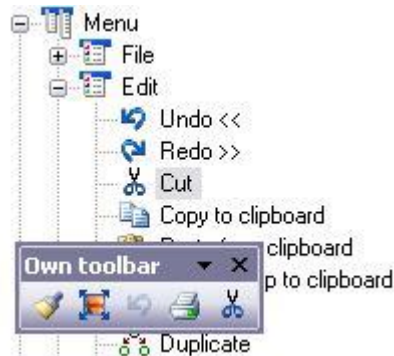 Menu
File
Edit
Undo <<
Redo >>
Cut
Copy to clipboard
clipboard
Own toolbar
p to clipboard
Duplicate